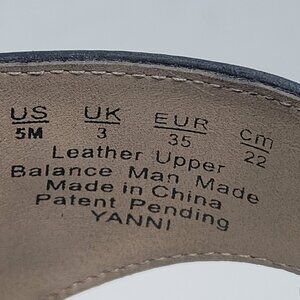 US UK EUR cm
5M 3 35 22
Leather Upper
Balance Man Made
Made in China
Patent Pending
YANNI